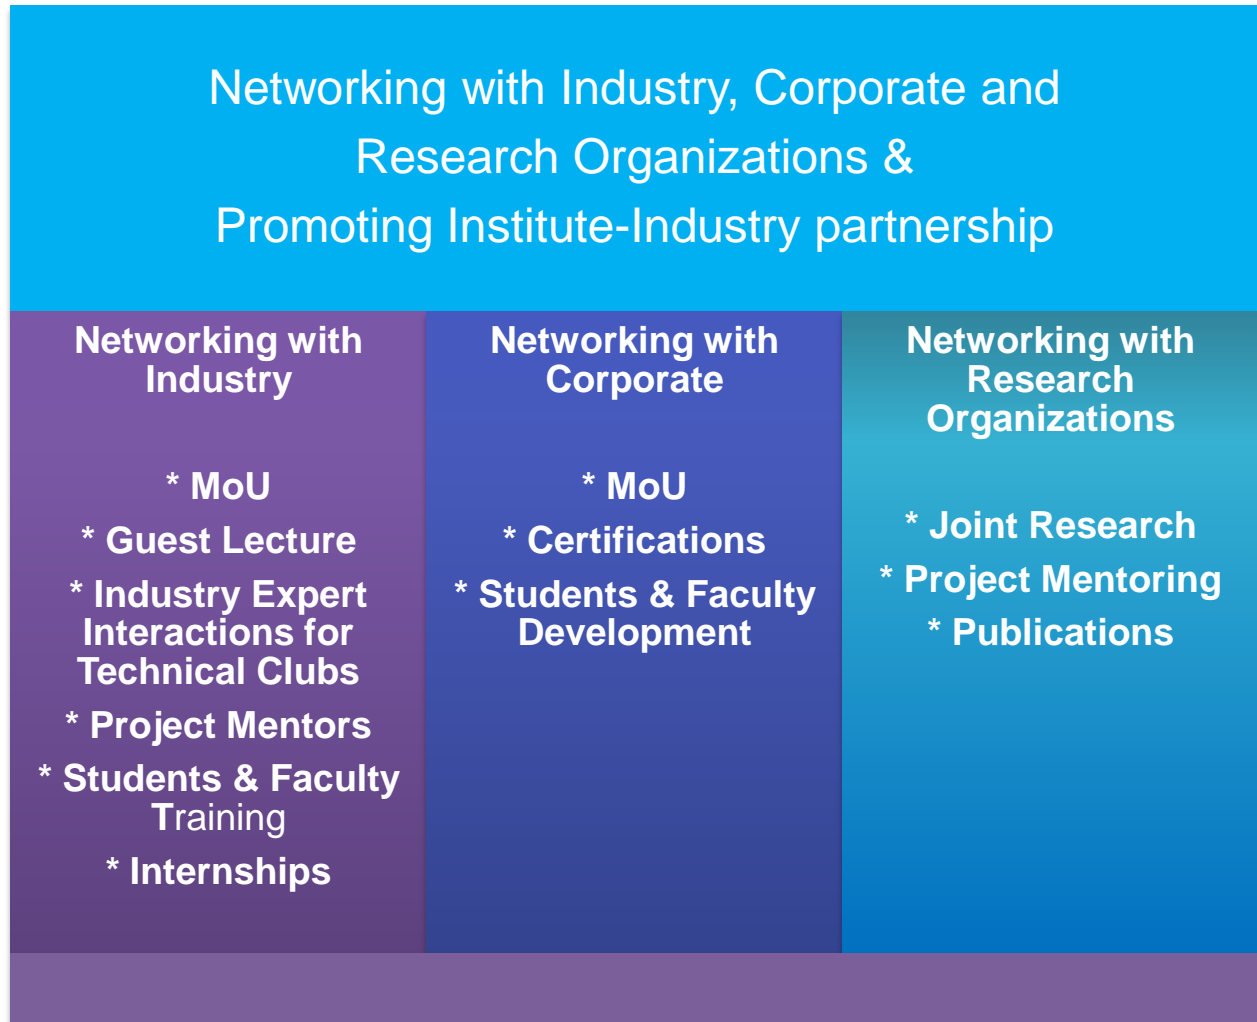 Networking with Industry, Corporate and
Research Organizations &
Promoting Institute-Industry partnership
Networking with
Industry
* MoU
* Guest Lecture
* Industry Expert
Interactions for
Technical Clubs
* Project Mentors
* Students & Faculty
Training
* Internships
Networking with
Corporate
* MoU
* Certifications
* Students & Faculty
Development
Networking with
Research
Organizations
* Joint Research
* Project Mentoring
* Publications